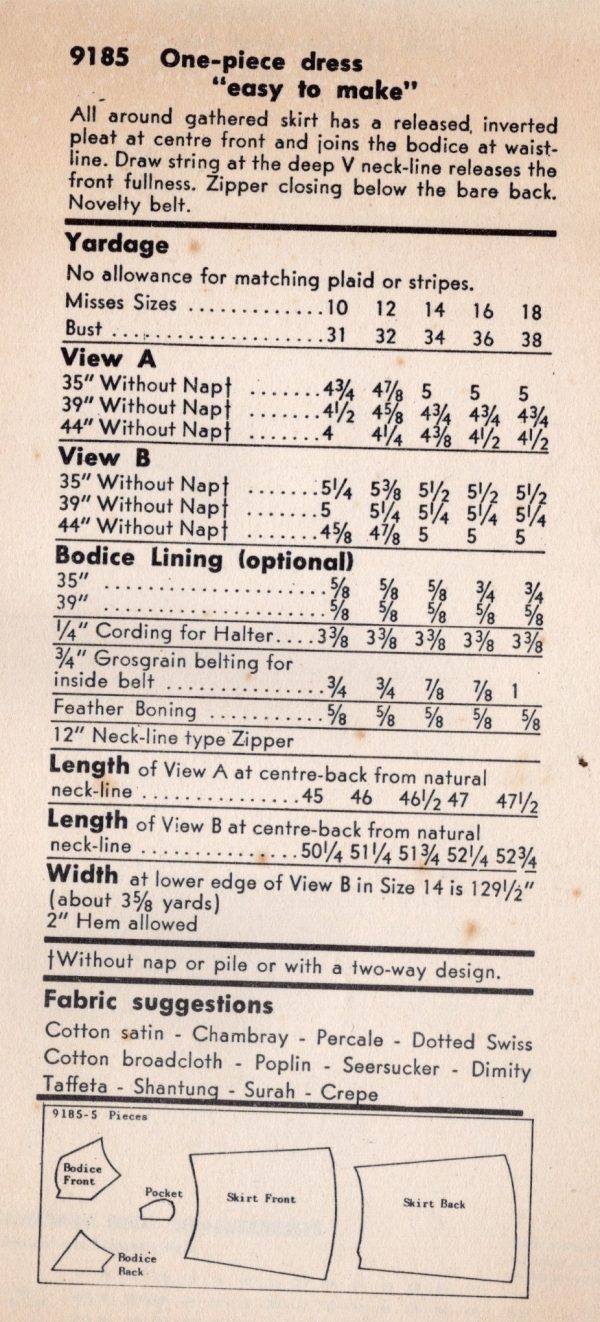 9185 One-piece dress
"easy to make"
All around gathered skirt has a released, inverted
pleat at centre front and joins the bodice at waist-
line. Draw string at the deep V neck-line releases the
front fullness. Zipper closing below the bare back.
Novelty belt.
Yardage
No allowance for matching plaid or stripes.
Misses Sizes .............10 12 14 16 18
Bust .....................31 32 34 36 38
View A
35" Without Nap† .......4¾ 4⅞ 5 5 5
39" Without Nap† .......4½ 4⅝ 4¾ 4¾ 4¾
44" Without Nap† .......4 4¼ 4⅜ 4½ 4½
View B
35" Without Nap† .......5¼ 5⅜ 5½ 5½ 5½
39" Without Nap† .......5 5¼ 5¼ 5¼ 5¼
44" Without Nap† .......4⅝ 4⅞ 5 5 5
Bodice Lining (optional)
35" ......................⅝ ⅝ ⅝ ¾ ¾
39" ......................⅝ ⅝ ⅝ ⅝ ⅝
¼" Cording for Halter....3⅜ 3⅜ 3⅜ 3⅜ 3⅜
¾" Grosgrain belting for
inside belt ................¾ ¾ ⅞ ⅞ 1
Feather Boning ...........⅝ ⅝ ⅝ ⅝ ⅝
12" Neck-line type Zipper
Length of View A at centre-back from natural
neck-line ...............45 46 46½ 47 47½
Length of View B at centre-back from natural
neck-line ...............50¼ 51¼ 51¾ 52¼ 52¾
Width at lower edge of View B in Size 14 is 129½"
(about 3⅝ yards)
2" Hem allowed
†Without nap or pile or with a two-way design.
Fabric suggestions
Cotton satin - Chambray - Percale - Dotted Swiss
Cotton broadcloth - Poplin - Seersucker - Dimity
Taffeta - Shantung - Surah - Crepe
9185-5 Pieces
Bodice
Front
Pocket
Skirt Front
Skirt Back
Bodice
Back